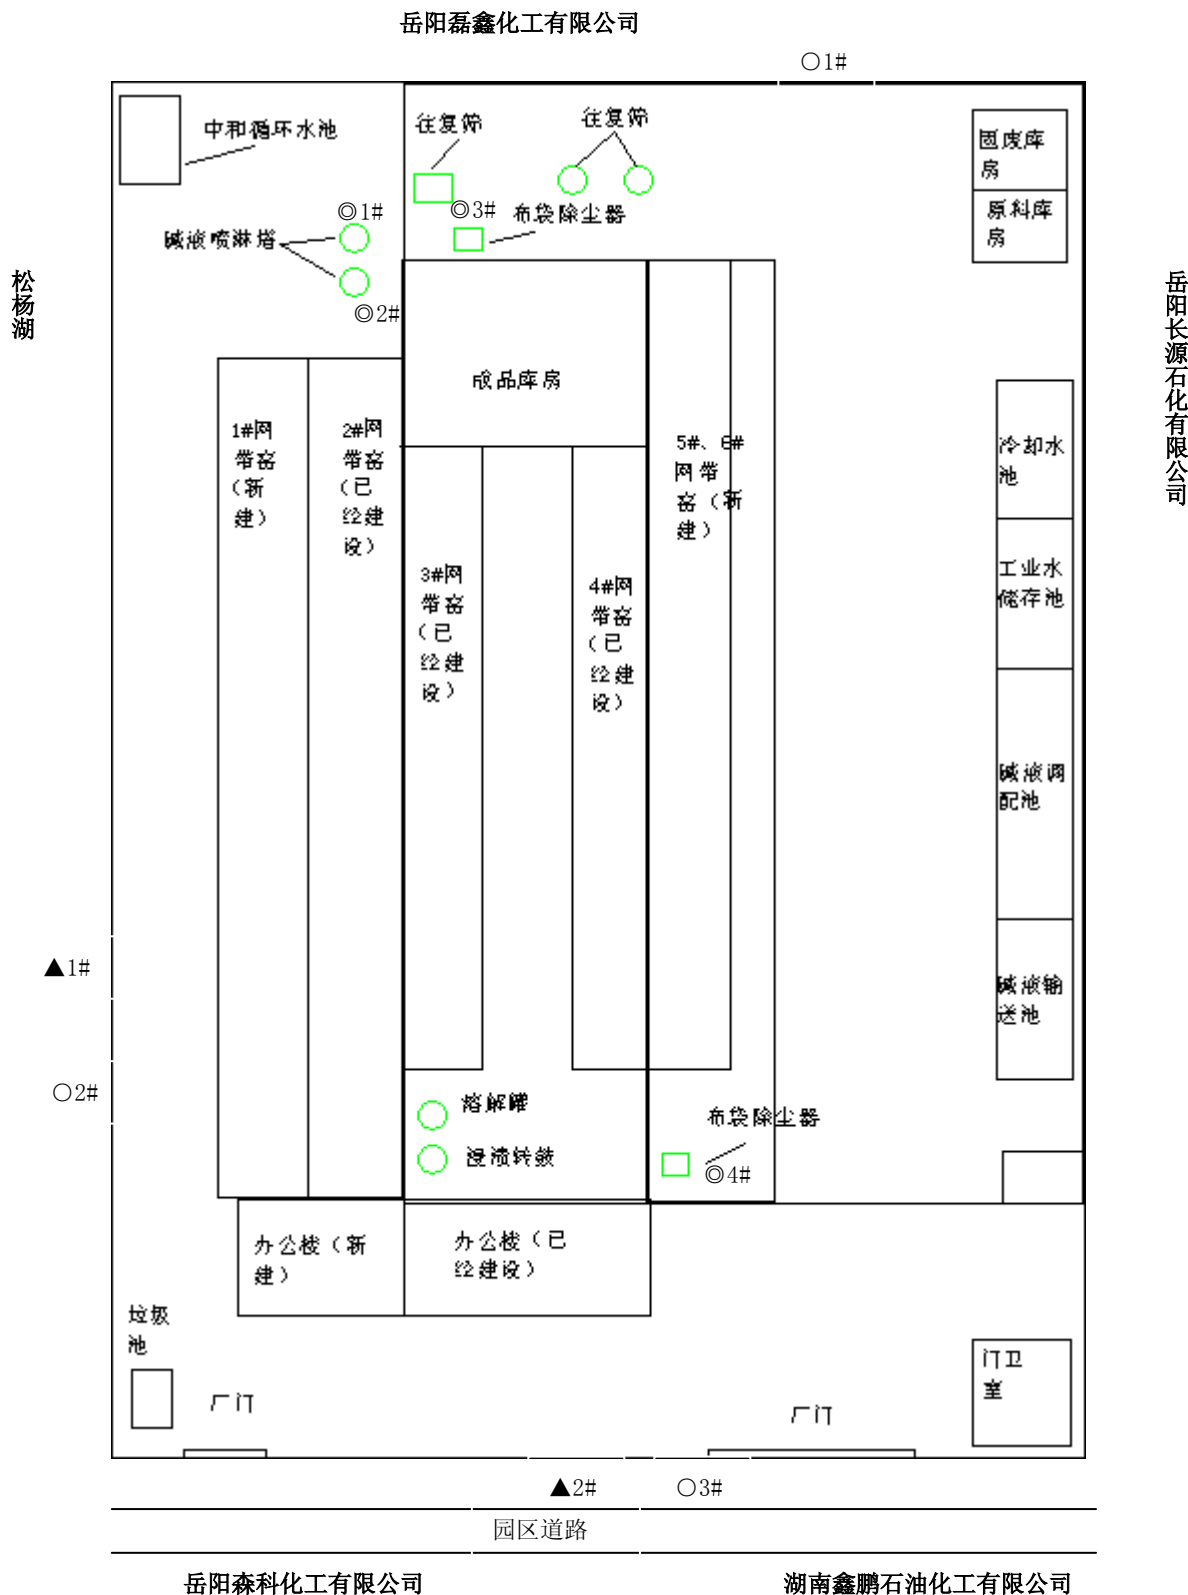 岳阳磊鑫化工有限公司
○1#
中和循环水池
往复筛
往复筛
固废库
房
原料库
房
◎1#
◎3#
布袋除尘器
碱液喷淋塔
◎2#
松杨湖
岳阳长源石化有限公司
成品库房
1#网
带窑
（新
建）
2#网
带窑
（已
经建
设）
3#网
带窑
（已
经建
设）
4#网
带窑
（已
经建
设）
5#、6#
网带
窑（新
建）
冷却水
池
工业水
储存池
碱液调
配池
碱液输
送池
▲1#
○2#
溶解罐
浸渍转鼓
布袋除尘器
◎4#
办公楼（新
建）
办公楼（已
经建设）
垃圾
池
厂门
厂门
门卫
室
▲2#
○3#
园区道路
岳阳森科化工有限公司
湖南鑫鹏石油化工有限公司